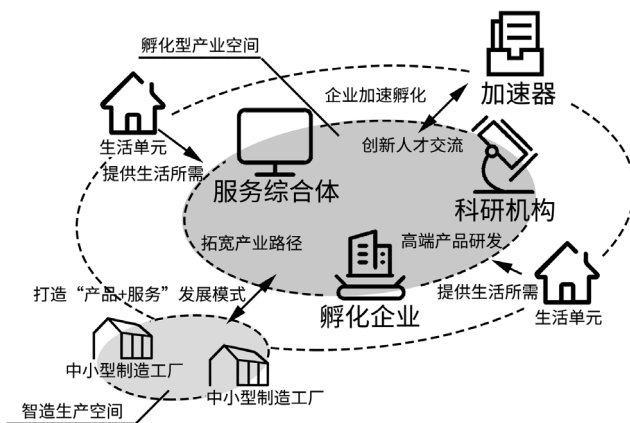 孵化型产业空间
企业加速孵化
加速器
生活单元
创新人才交流
提供生活所需
服务综合体
科研机构
拓宽产业路径
高端产品研发
打造“产品+服务”发展模式
提供生活所需
孵化企业
生活单元
中小型制造工厂
中小型制造工厂
智造生产空间